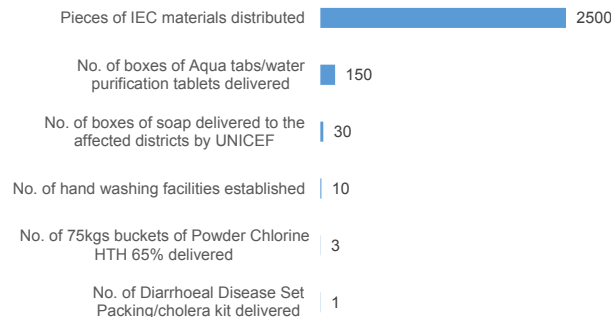 Pieces of IEC materials distributed 2500
No. of boxes of Aqua tabs/water
purification tablets delivered 150
No. of boxes of soap delivered to the
affected districts by UNICEF 30
No. of hand washing facilities established 10
No. of 75kgs buckets of Powder Chlorine
HTH 65% delivered 3
No. of Diarrhoeal Disease Set
Packing/cholera kit delivered 1